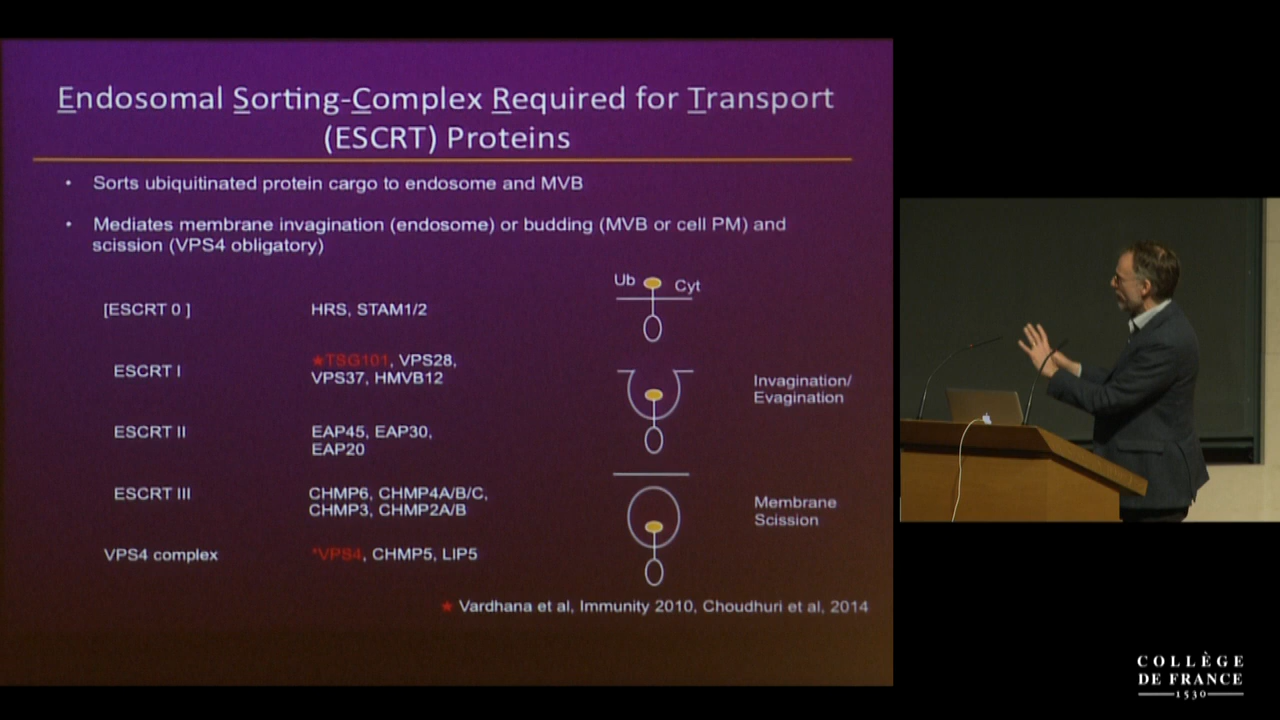 Endosomal Sorting-Complex Required for Transport
(ESCRT) Proteins
• Sorts ubiquitinated protein cargo to endosome and MVB
• Mediates membrane invagination (endosome) or budding (MVB or cell PM) and
scission (VPS4 obligatory)
[ESCRT 0 ] HRS, STAM1/2
Ub Cyt
ESCRT I ★TSG101, VPS28,
VPS37, HMVB12
Invagination/
Evagination
ESCRT II EAP45, EAP30,
EAP20
ESCRT III CHMP6, CHMP4A/B/C,
CHMP3, CHMP2A/B
Membrane
Scission
VPS4 complex *VPS4, CHMP5, LIP5
★ Vardhana et al, Immunity 2010, Choudhuri et al, 2014
COLLÈGE
DE FRANCE
1530